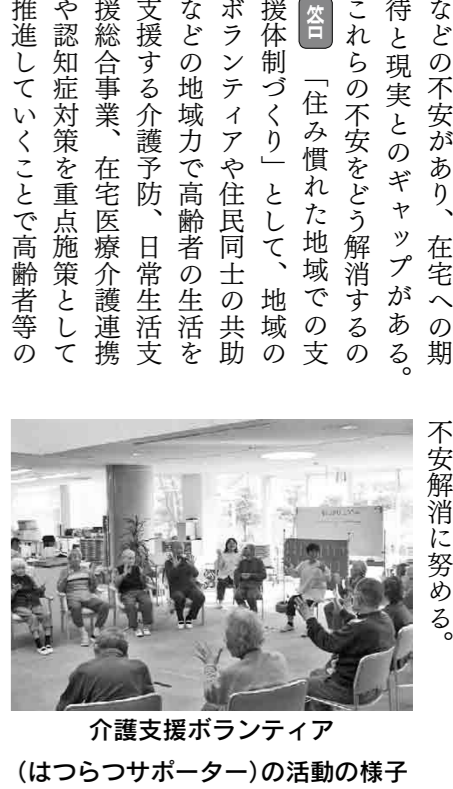 などの不安があり、在宅への期
待と現実とのギャップがある。
これらの不安をどう解消するの
答 「住み慣れた地域での支
援体制づくり」として、地域の
ボランティアや住民同士の共助
などの地域力で高齢者の生活を
支援する介護予防、日常生活支
援総合事業、在宅医療介護連携
や認知症対策を重点施策として
推進していくことで高齢者等の
不安解消に努める。
介護支援ボランティア
（はつらつサポーター）の活動の様子